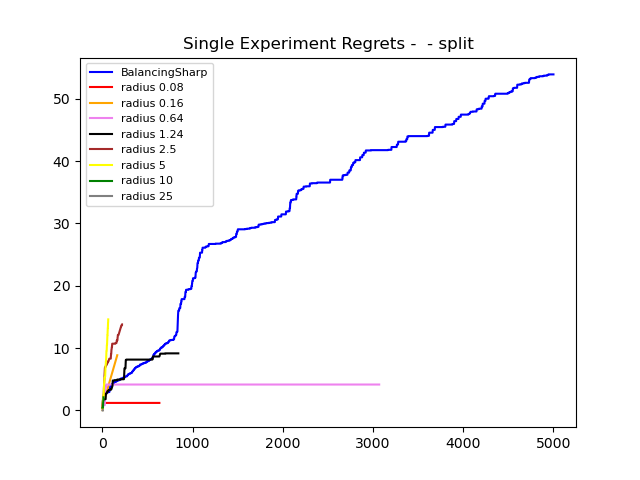 Single Experiment Regrets -  - split
BalancingSharp
radius 0.08
radius 0.16
radius 0.64
radius 1.24
radius 2.5
radius 5
radius 10
radius 25
50
40
30
20
10
0
0 1000 2000 3000 4000 5000